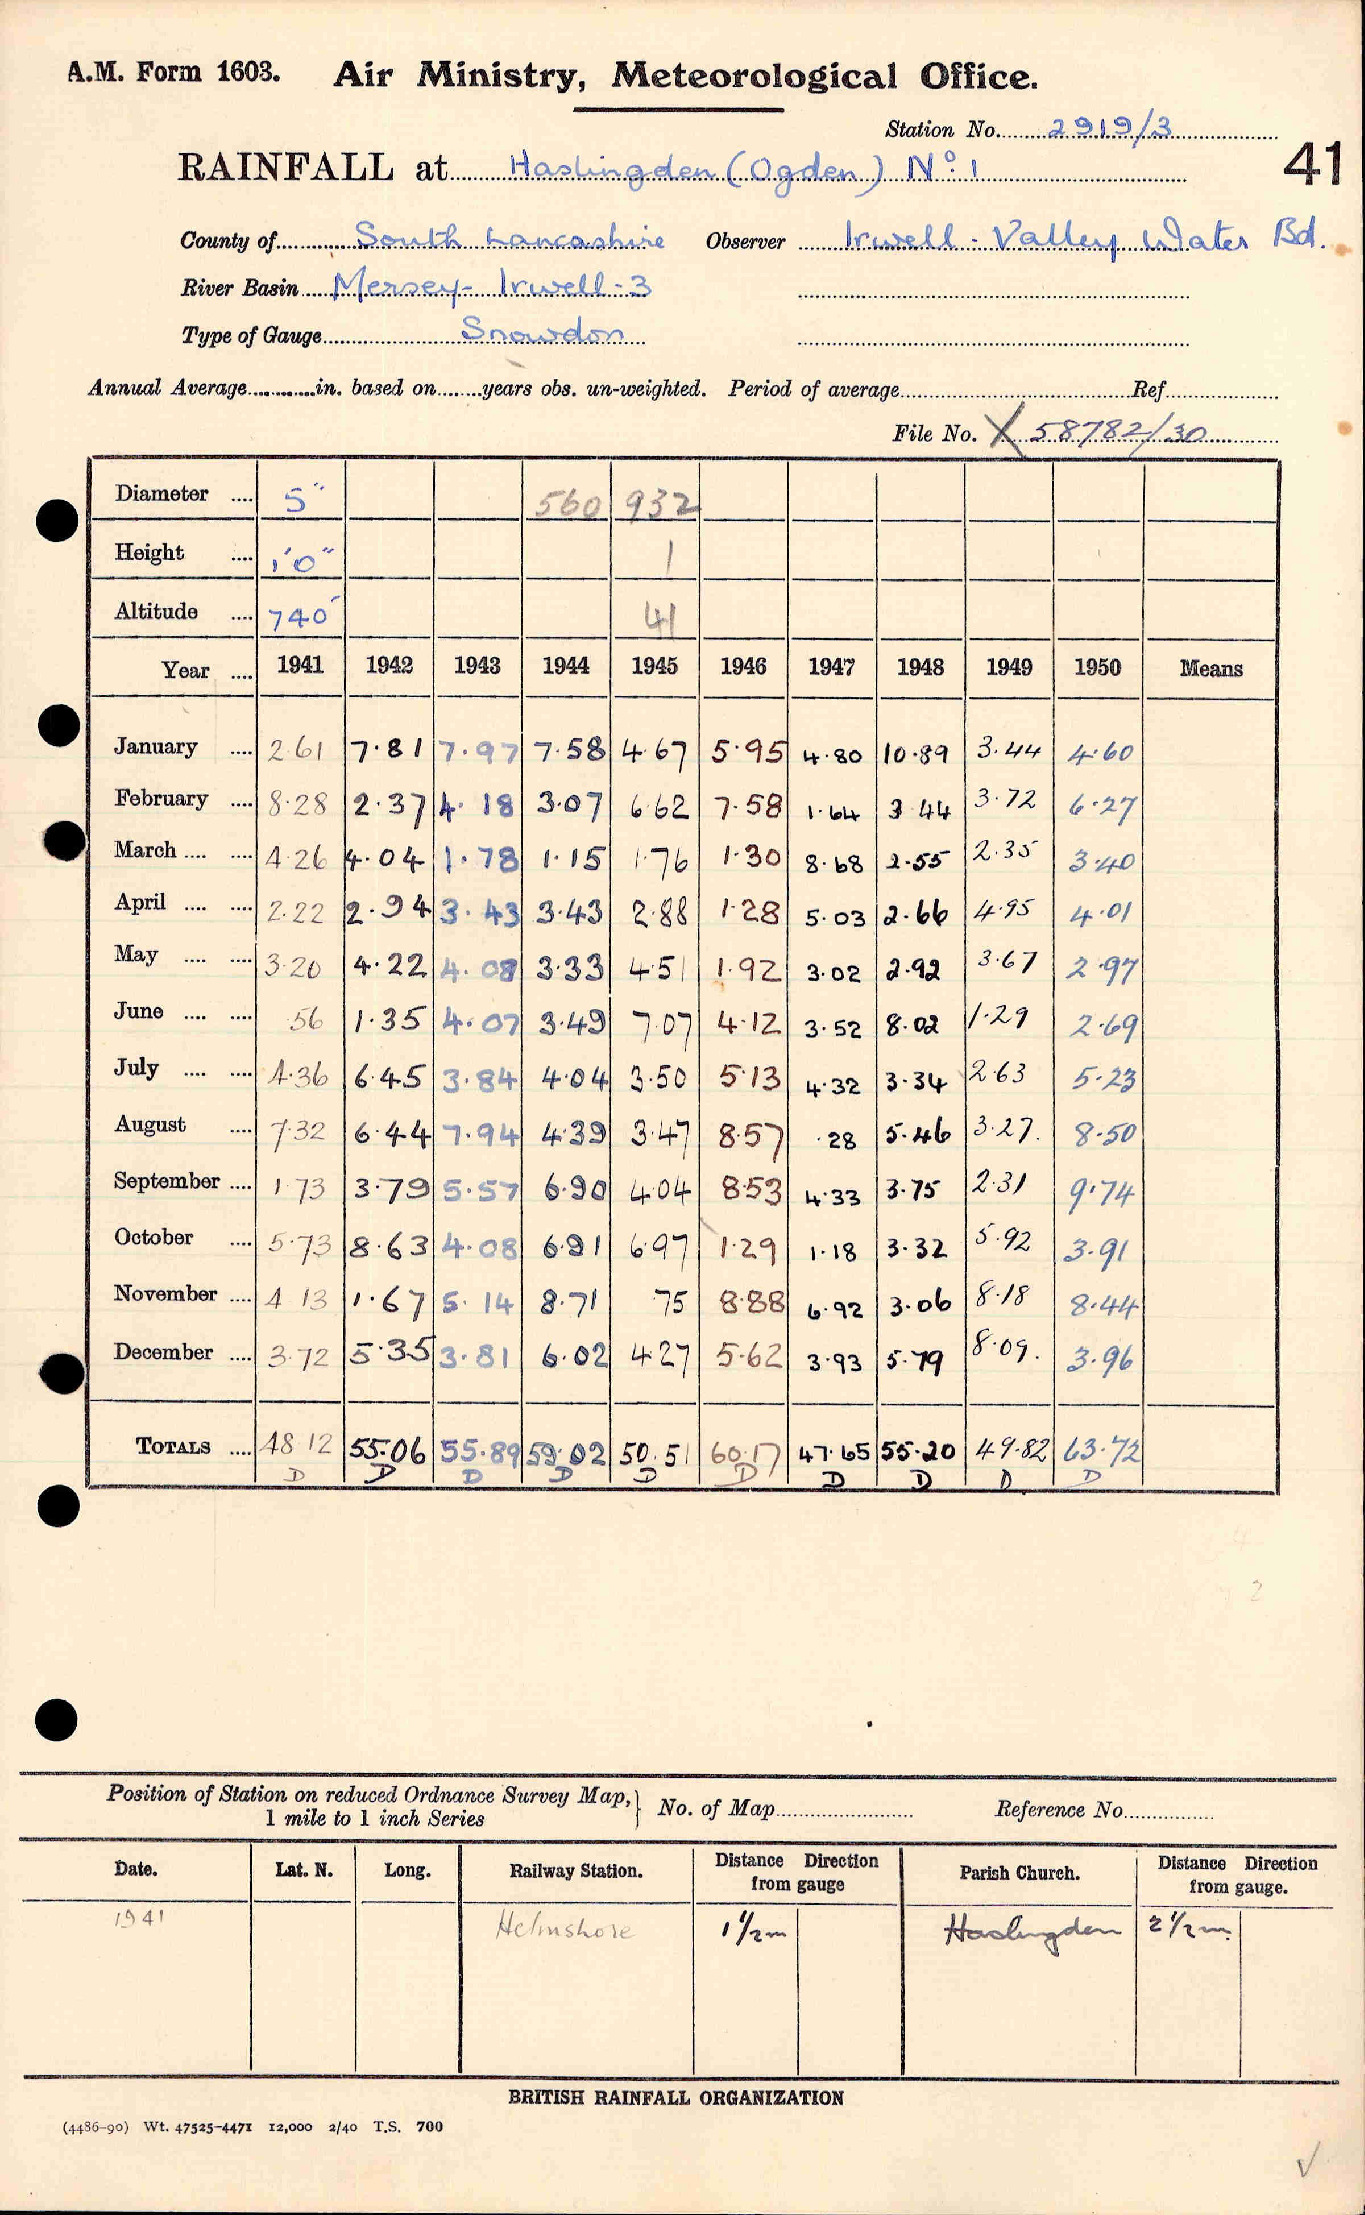 A.M. Form 1603. Air Ministry, Meteorological Office.
Station No. 2919/3
41
RAINFALL at Haslingden (Ogden) No. 1
County of South Lancashire Observer Irwell Valley Water Bd.
River Basin Mersey - Irwell - 3
Type of Gauge Snowdon
Annual Average in. based on years obs. un-weighted. Period of average Ref
File No. X 58782/30
Diameter 5" 560 932
Height 1'0" 1
Altitude 740' 41
Year 1941 1942 1943 1944 1945 1946 1947 1948 1949 1950 Means
January 2.61 7.81 7.97 7.58 4.67 5.95 4.80 10.89 3.44 4.60
February 8.28 2.37 4.18 3.07 6.62 7.58 1.64 3.44 3.72 6.27
March 4.26 4.04 1.78 1.15 1.76 1.30 8.68 2.55 2.35 3.40
April 2.22 2.94 3.43 3.43 2.88 1.28 5.03 2.66 4.95 4.01
May 3.20 4.22 4.08 3.33 4.51 1.92 3.02 2.92 3.67 2.97
June .56 1.35 4.07 3.49 7.07 4.12 3.52 8.02 1.29 2.69
July 4.36 6.45 3.84 4.04 3.50 5.13 4.32 3.34 2.63 5.23
August 7.32 6.44 7.94 4.39 3.47 8.57 .28 5.46 3.27 8.50
September 1.73 3.79 5.57 6.90 4.04 8.53 4.33 3.75 2.31 9.74
October 5.73 8.63 4.08 6.91 6.97 1.29 1.18 3.32 5.92 3.91
November 4.13 1.67 5.14 8.71 .75 8.88 6.92 3.06 8.18 8.44
December 3.72 5.35 3.81 6.02 4.27 5.62 3.93 5.79 8.09 3.96
TOTALS 48.12 55.06 55.89 59.02 50.51 60.17 47.65 55.20 49.82 63.72
D D D D D D D D D D
Position of Station on reduced Ordnance Survey Map, 1 mile to 1 inch Series } No. of Map Reference No.
Date. Lat. N. Long. Railway Station. Distance Direction from gauge Parish Church. Distance Direction from gauge.
1941 Helmshore 1 1/2 m Haslingden 2 1/2 m.
BRITISH RAINFALL ORGANIZATION
(4486-90) Wt. 47525-4471 12,000 2/40 T.S. 700